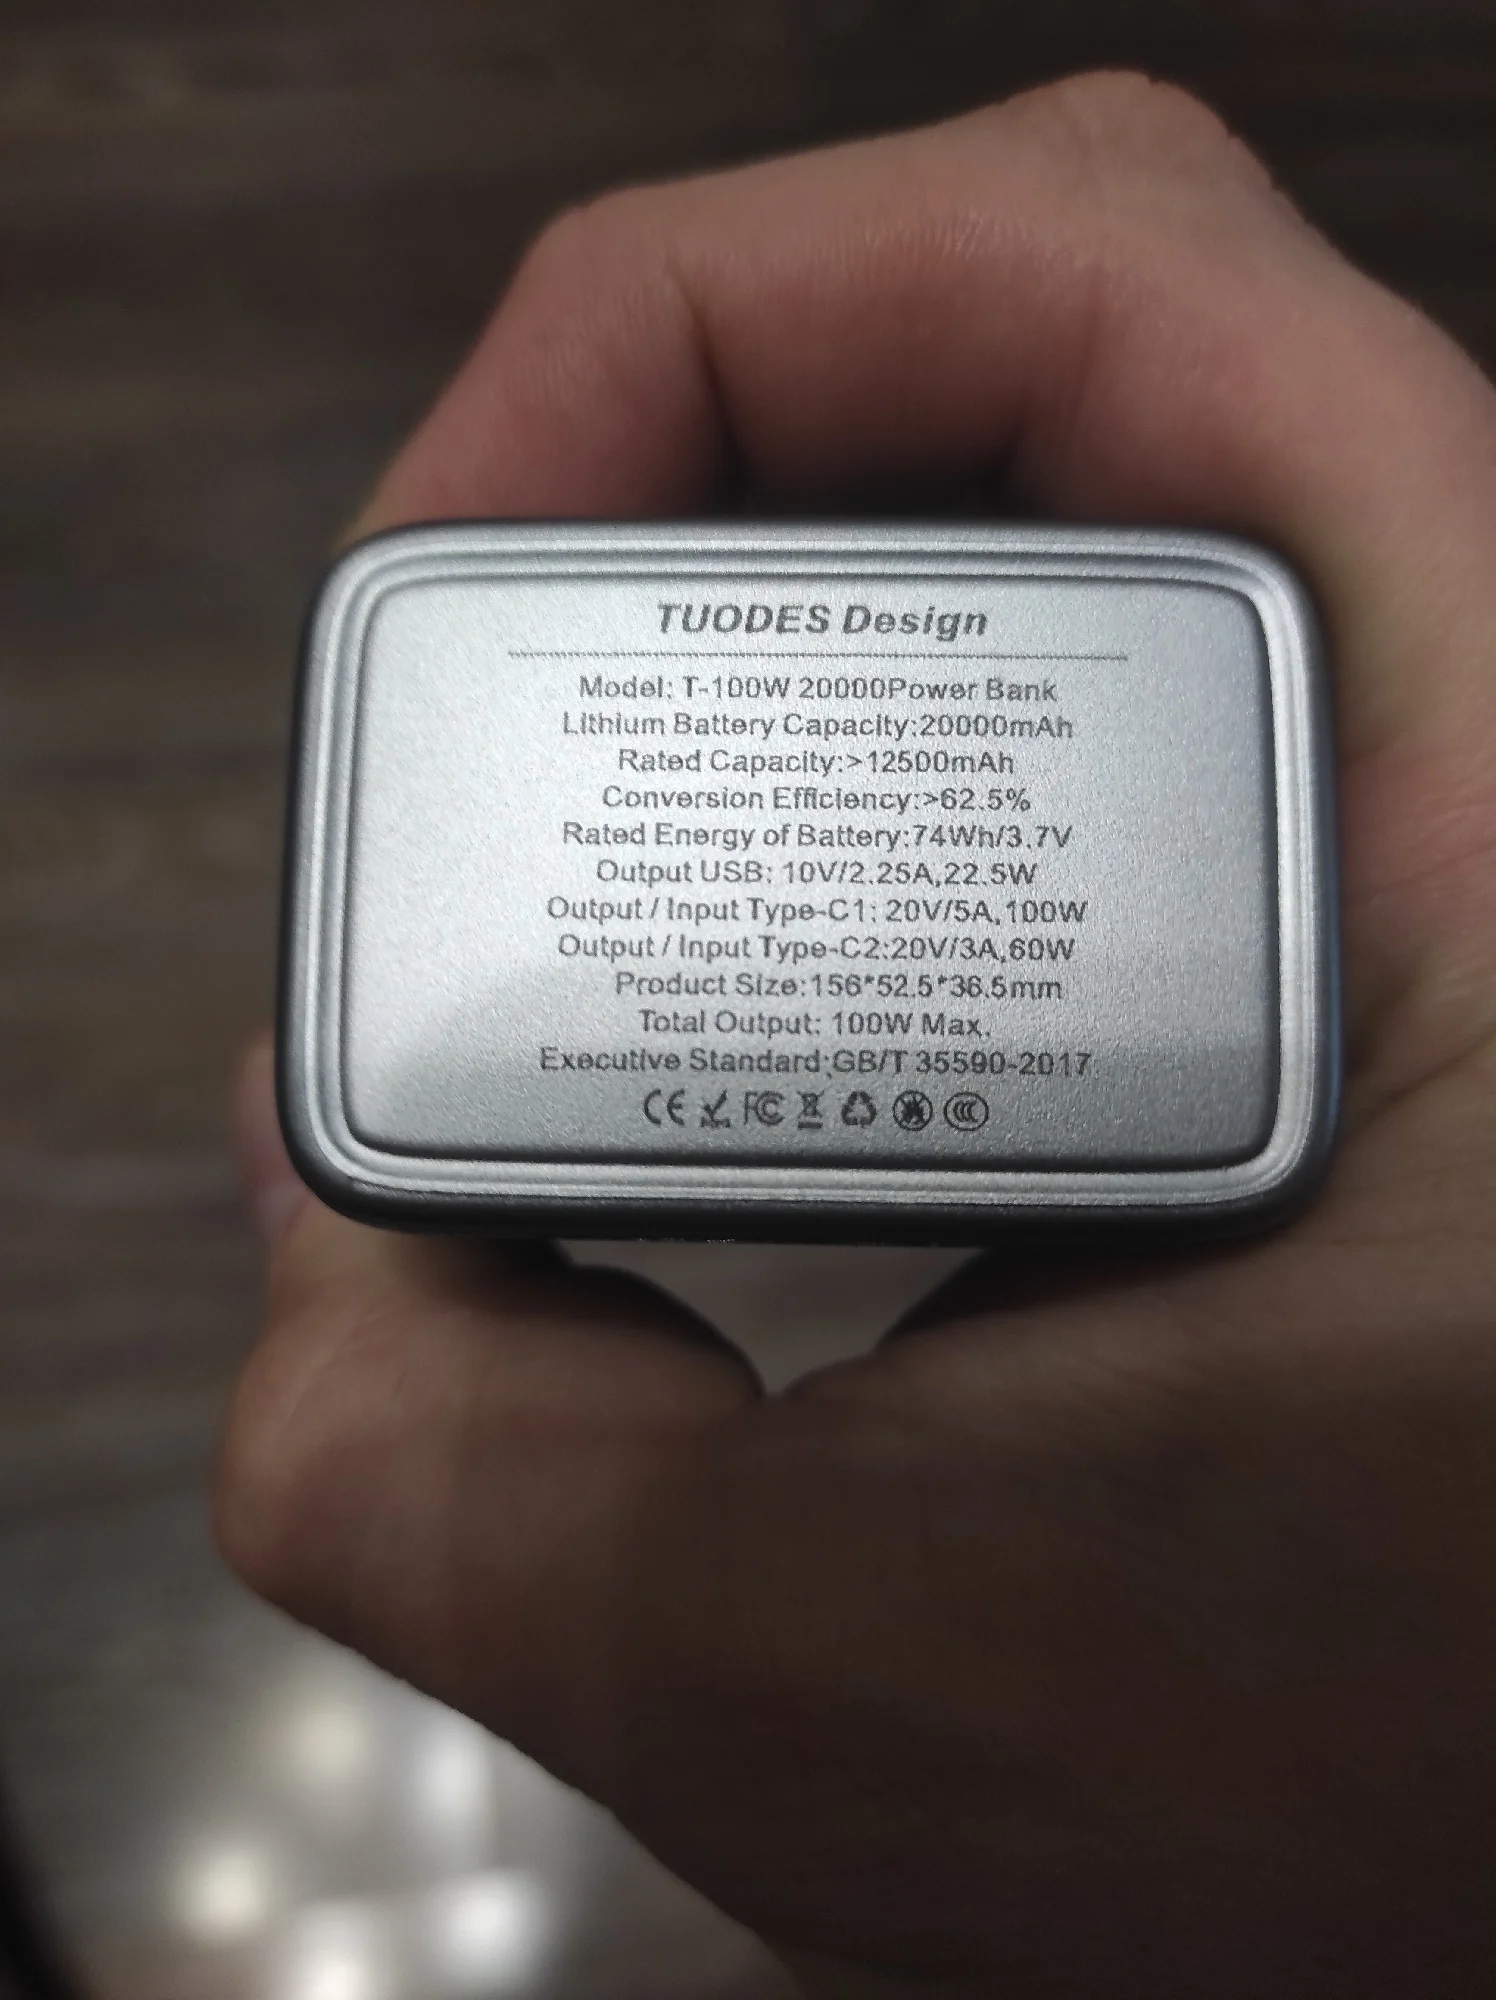 TUODES Design
Model: T-100W 20000Power Bank
Lithium Battery Capacity:20000mAh
Rated Capacity:>12500mAh
Conversion Efficiency:>62.5%
Rated Energy of Battery:74Wh/3.7V
Output USB: 10V/2.25A,22.5W
Output / Input Type-C1: 20V/5A,100W
Output / Input Type-C2:20V/3A,60W
Product Size:156*52.5*36.5mm
Total Output: 100W Max.
Executive Standard:GB/T 35590-2017
CE FC CCC